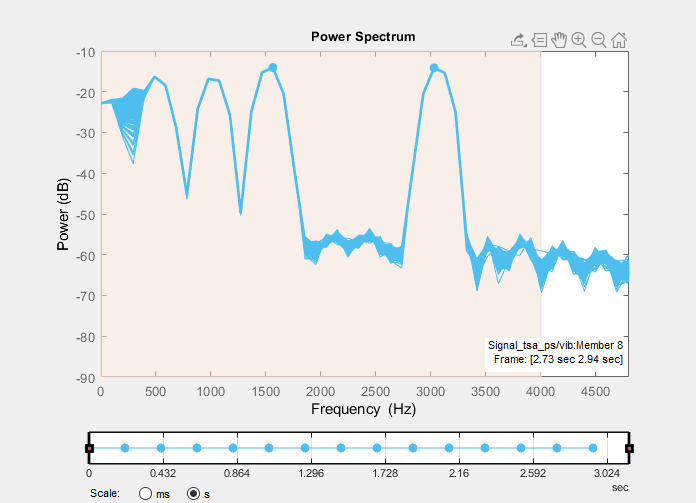 Power Spectrum
-10
-20
-30
-40
-50
-60
-70
-80
-90
Power (dB)
Signal_tsa_ps/vib:Member 8
Frame: [2.73 sec 2.94 sec]
0 500 1000 1500 2000 2500 3000 3500 4000 4500
Frequency (Hz)
0 0.432 0.864 1.296 1.728 2.16 2.592 3.024
sec
Scale: ms s